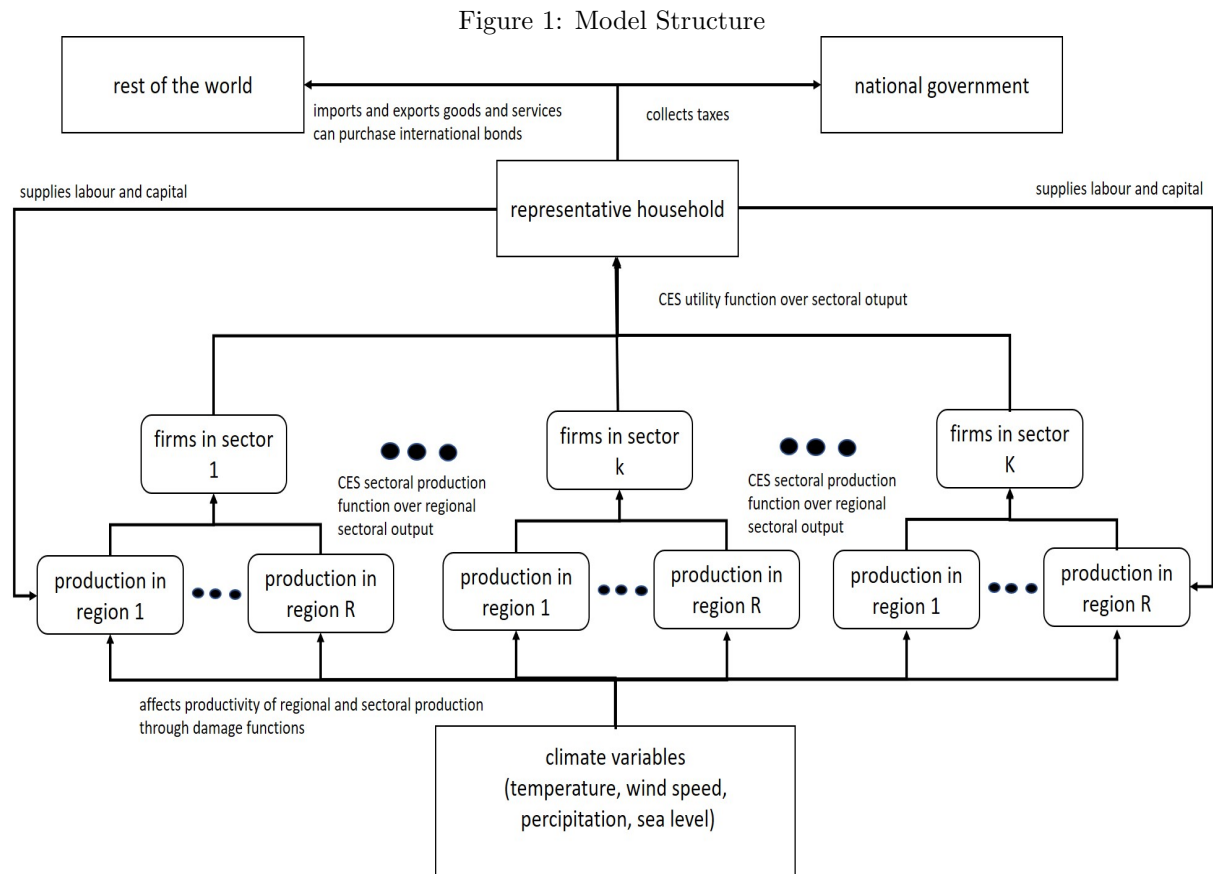 Figure 1: Model Structure
rest of the world
national government
imports and exports goods and services
can purchase international bonds
collects taxes
supplies labour and capital
representative household
supplies labour and capital
CES utility function over sectoral otuput
firms in sector
1
firms in sector
k
firms in sector
K
CES sectoral production
function over regional
sectoral output
CES sectoral production
function over regional
sectoral output
production in
region 1
production in
region R
production in
region 1
production in
region R
production in
region 1
production in
region R
affects productivity of regional and sectoral production
through damage functions
climate variables
(temperature, wind speed,
percipitation, sea level)